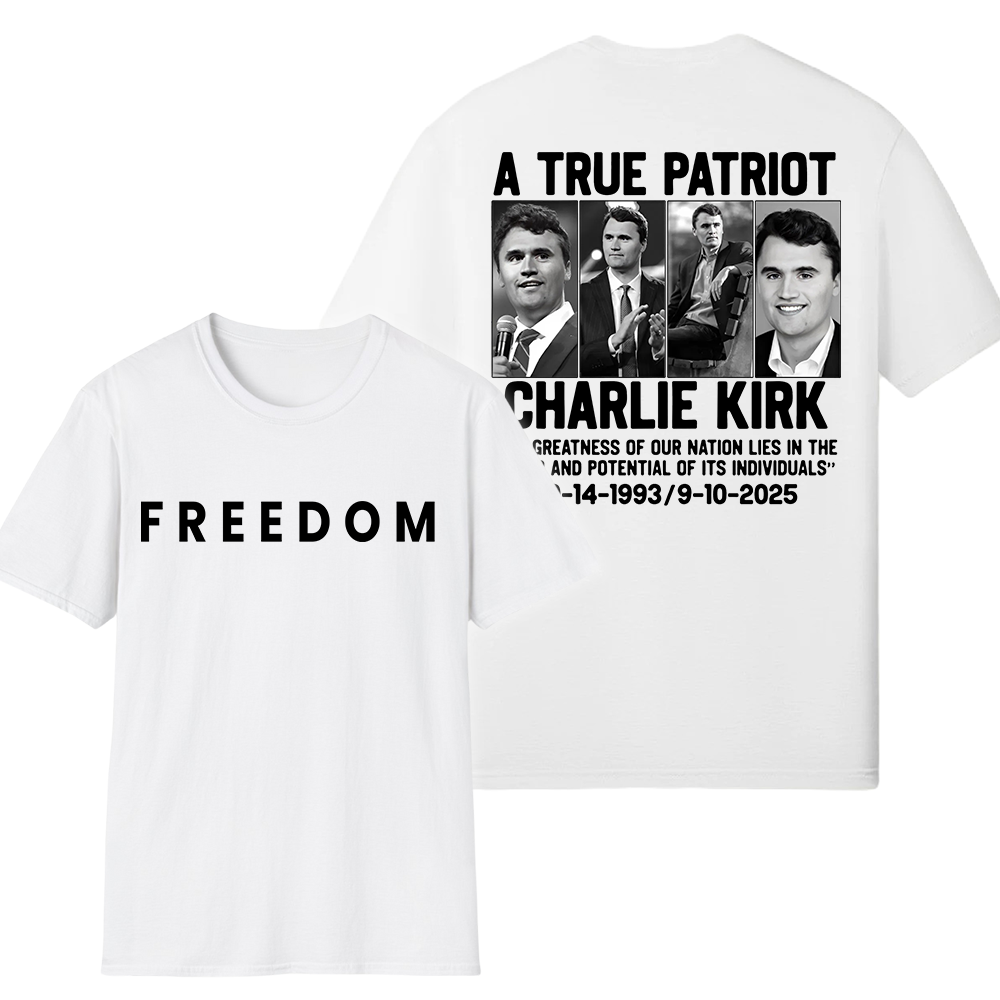 FREEDOM
A TRUE PATRIOT
CHARLIE KIRK
GREATNESS OF OUR NATION LIES IN THE
AND POTENTIAL OF ITS INDIVIDUALS”
-14-1993/9-10-2025